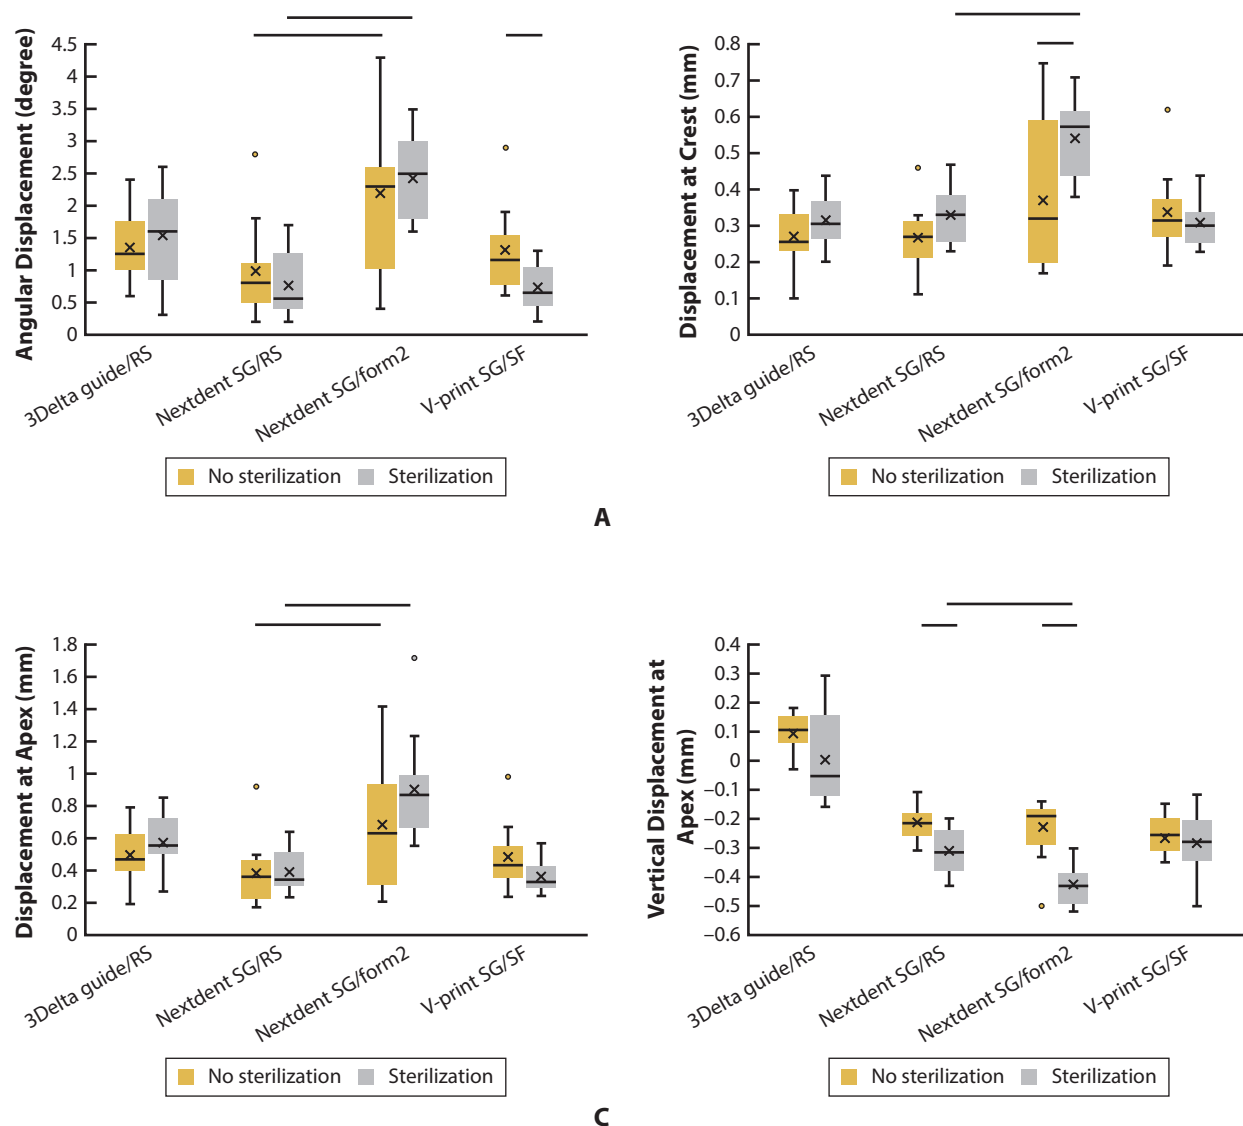 Angular Displacement (degree)
4.5
4
3.5
3
2.5
2
1.5
1
0.5
0
3Delta guide/RS
Nextdent SG/RS
Nextdent SG/form2
V-print SG/SF
No sterilization
Sterilization
Displacement at Crest (mm)
0.8
0.7
0.6
0.5
0.4
0.3
0.2
0.1
0
3Delta guide/RS
Nextdent SG/RS
Nextdent SG/form2
V-print SG/SF
No sterilization
Sterilization
A
Displacement at Apex (mm)
1.8
1.6
1.4
1.2
1
0.8
0.6
0.4
0.2
0
3Delta guide/RS
Nextdent SG/RS
Nextdent SG/form2
V-print SG/SF
No sterilization
Sterilization
Vertical Displacement at
Apex (mm)
0.4
0.3
0.2
0.1
0
–0.1
–0.2
–0.3
–0.4
–0.5
–0.6
3Delta guide/RS
Nextdent SG/RS
Nextdent SG/form2
V-print SG/SF
No sterilization
Sterilization
C